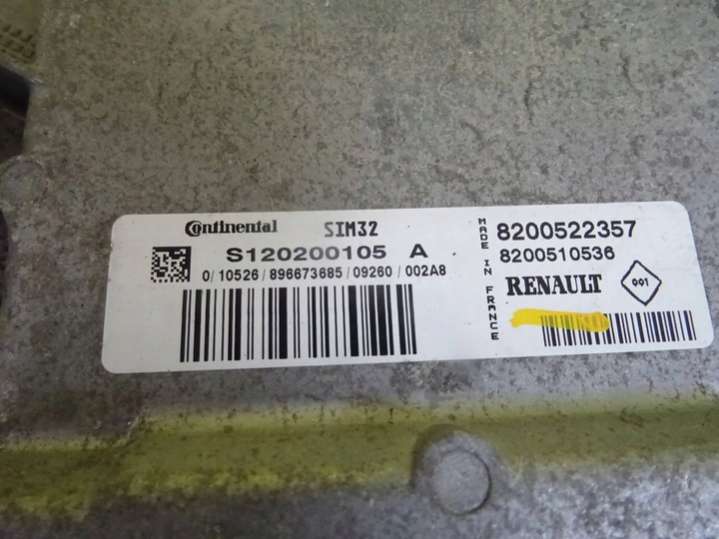 Continental SIM32
S120200105 A
0/10526/896673685/09260/002A8
MADE IN FRANCE
8200522357
8200510536
RENAULT
001